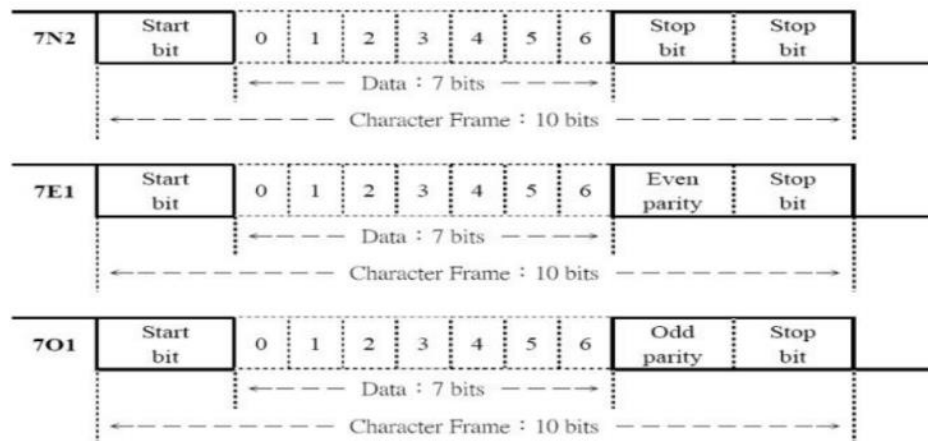 7N2 Start bit 0 1 2 3 4 5 6 Stop bit Stop bit
Data : 7 bits
Character Frame : 10 bits
7E1 Start bit 0 1 2 3 4 5 6 Even parity Stop bit
Data : 7 bits
Character Frame : 10 bits
7O1 Start bit 0 1 2 3 4 5 6 Odd parity Stop bit
Data : 7 bits
Character Frame : 10 bits